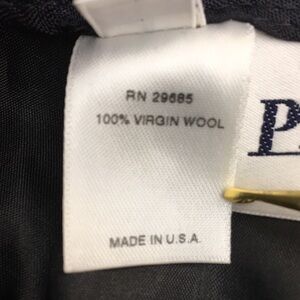 RN 29685
100% VIRGIN WOOL
MADE IN U.S.A.
P